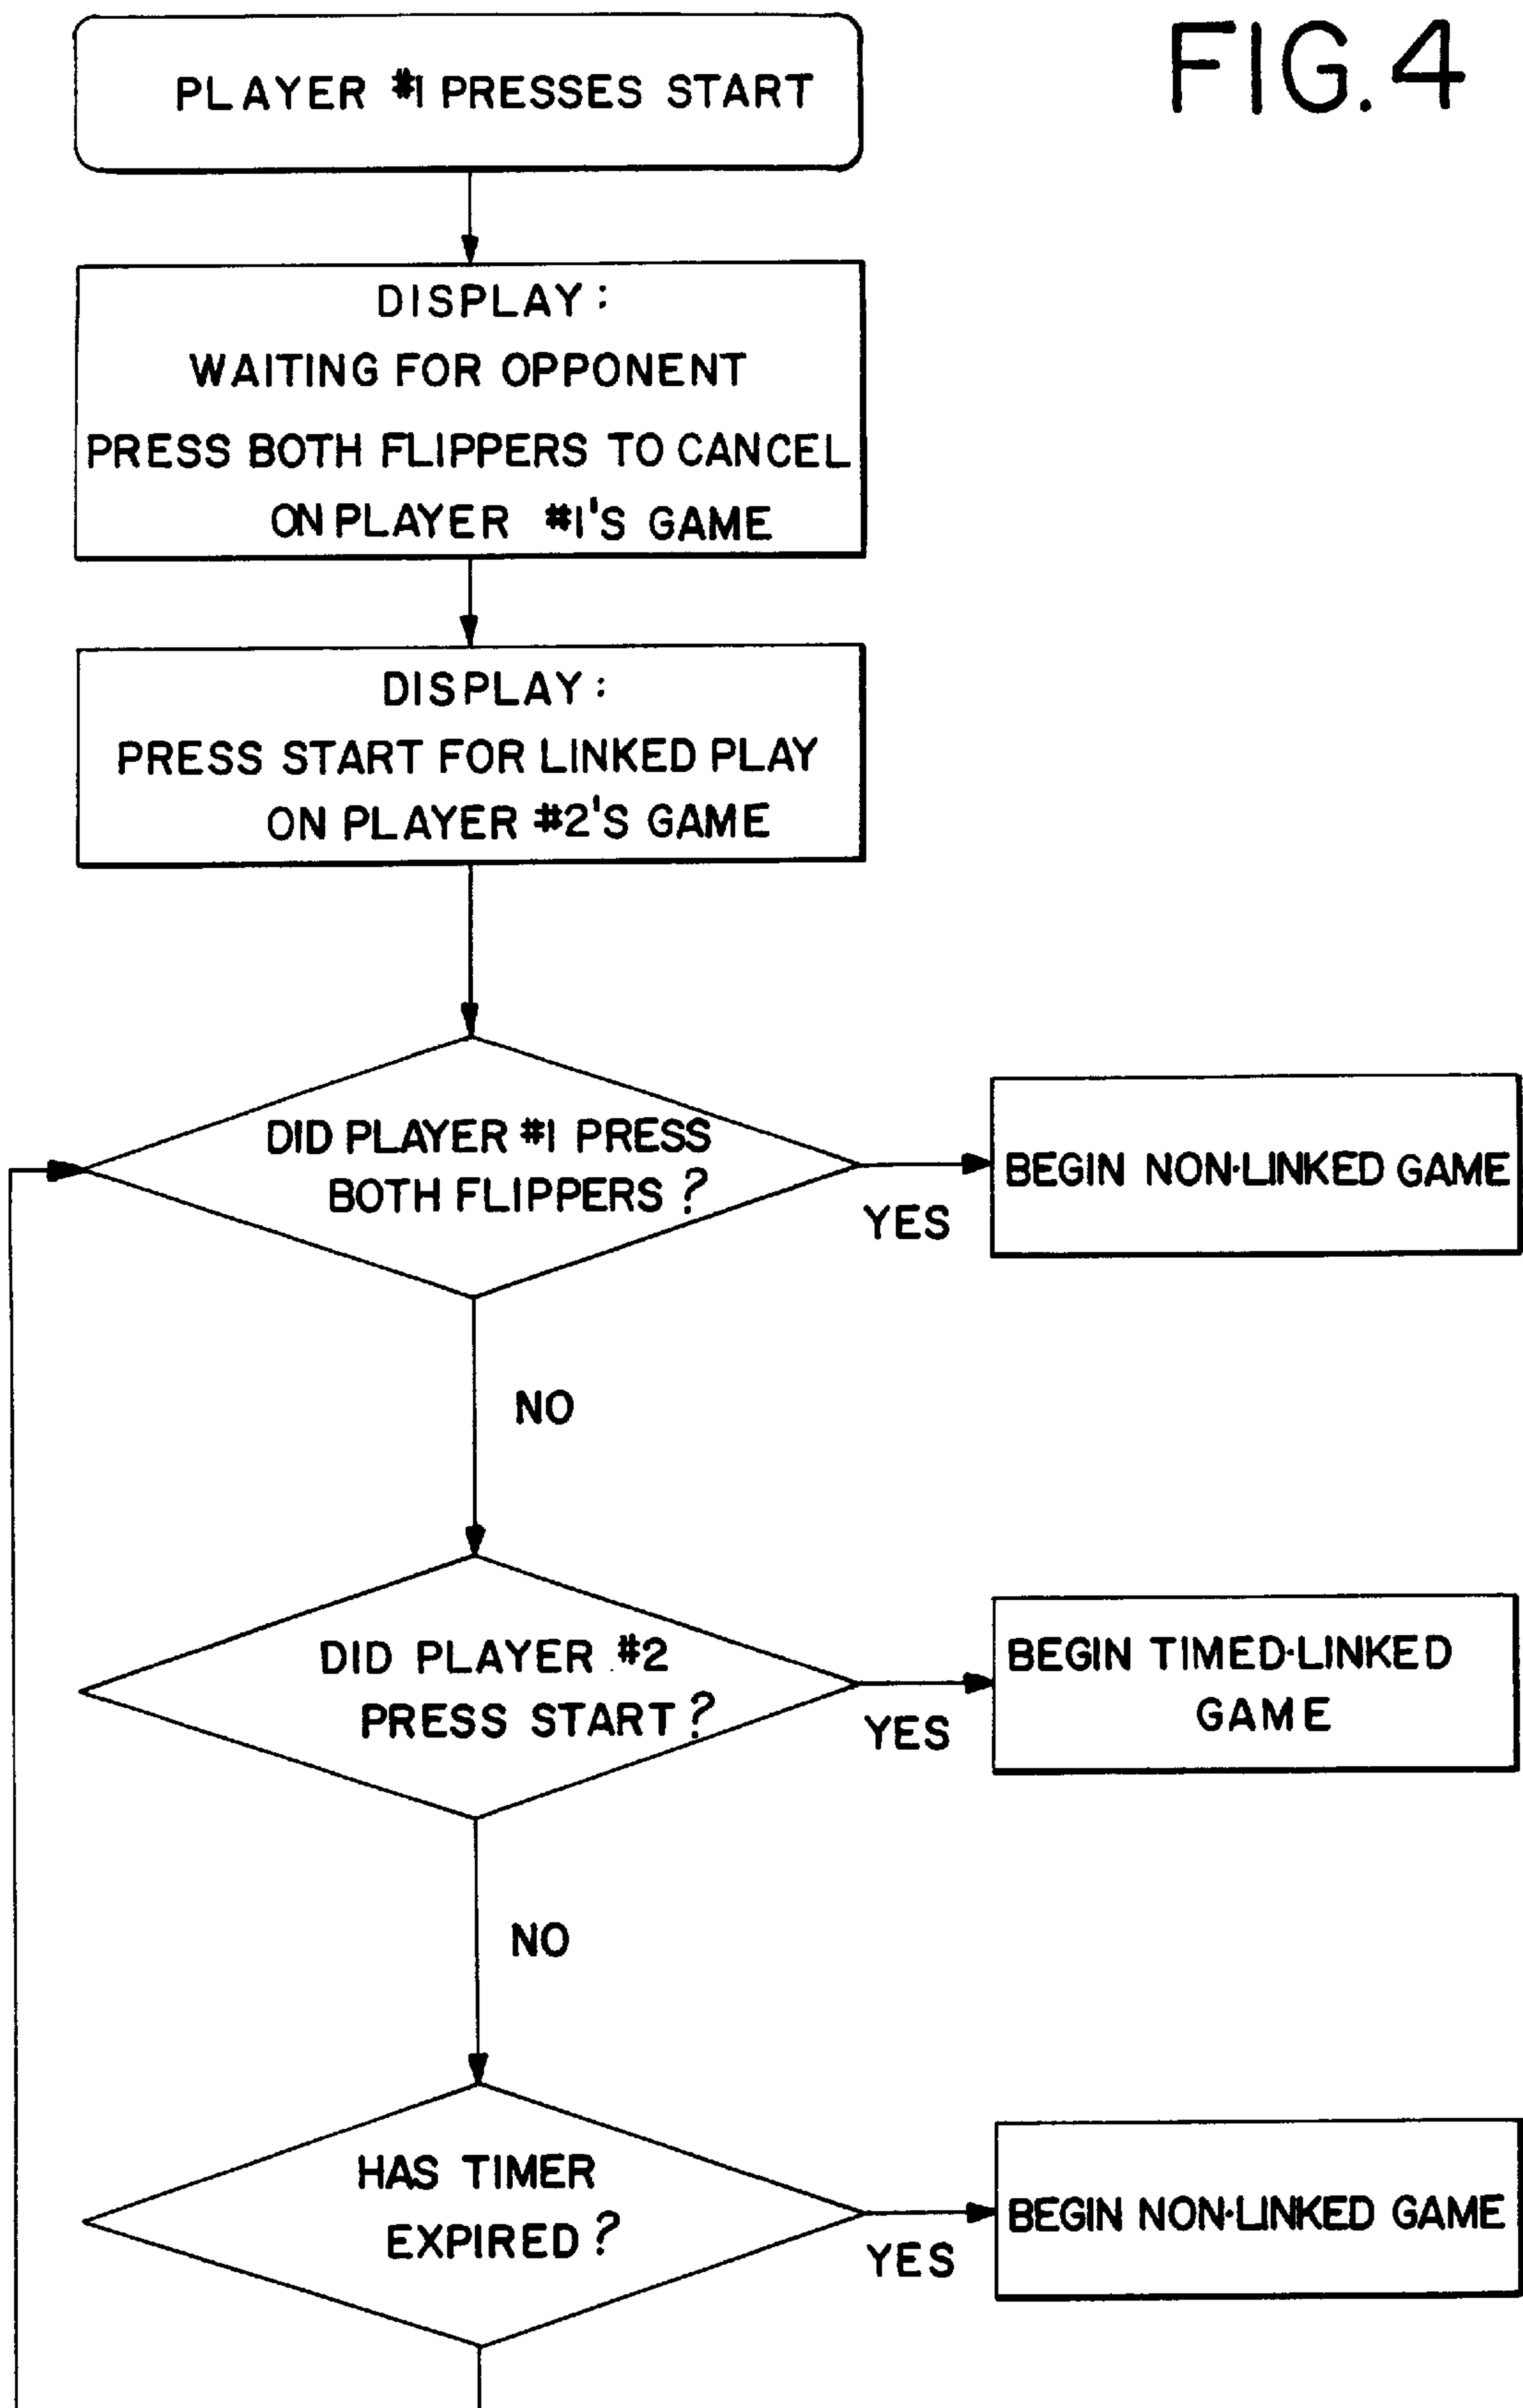 FIG. 4
PLAYER #1 PRESSES START
DISPLAY:
WAITING FOR OPPONENT
PRESS BOTH FLIPPERS TO CANCEL
ON PLAYER #1'S GAME
DISPLAY:
PRESS START FOR LINKED PLAY
ON PLAYER #2'S GAME
DID PLAYER #1 PRESS
BOTH FLIPPERS?
YES
BEGIN NON-LINKED GAME
NO
DID PLAYER #2
PRESS START?
YES
BEGIN TIMED-LINKED
GAME
NO
HAS TIMER
EXPIRED?
YES
BEGIN NON-LINKED GAME